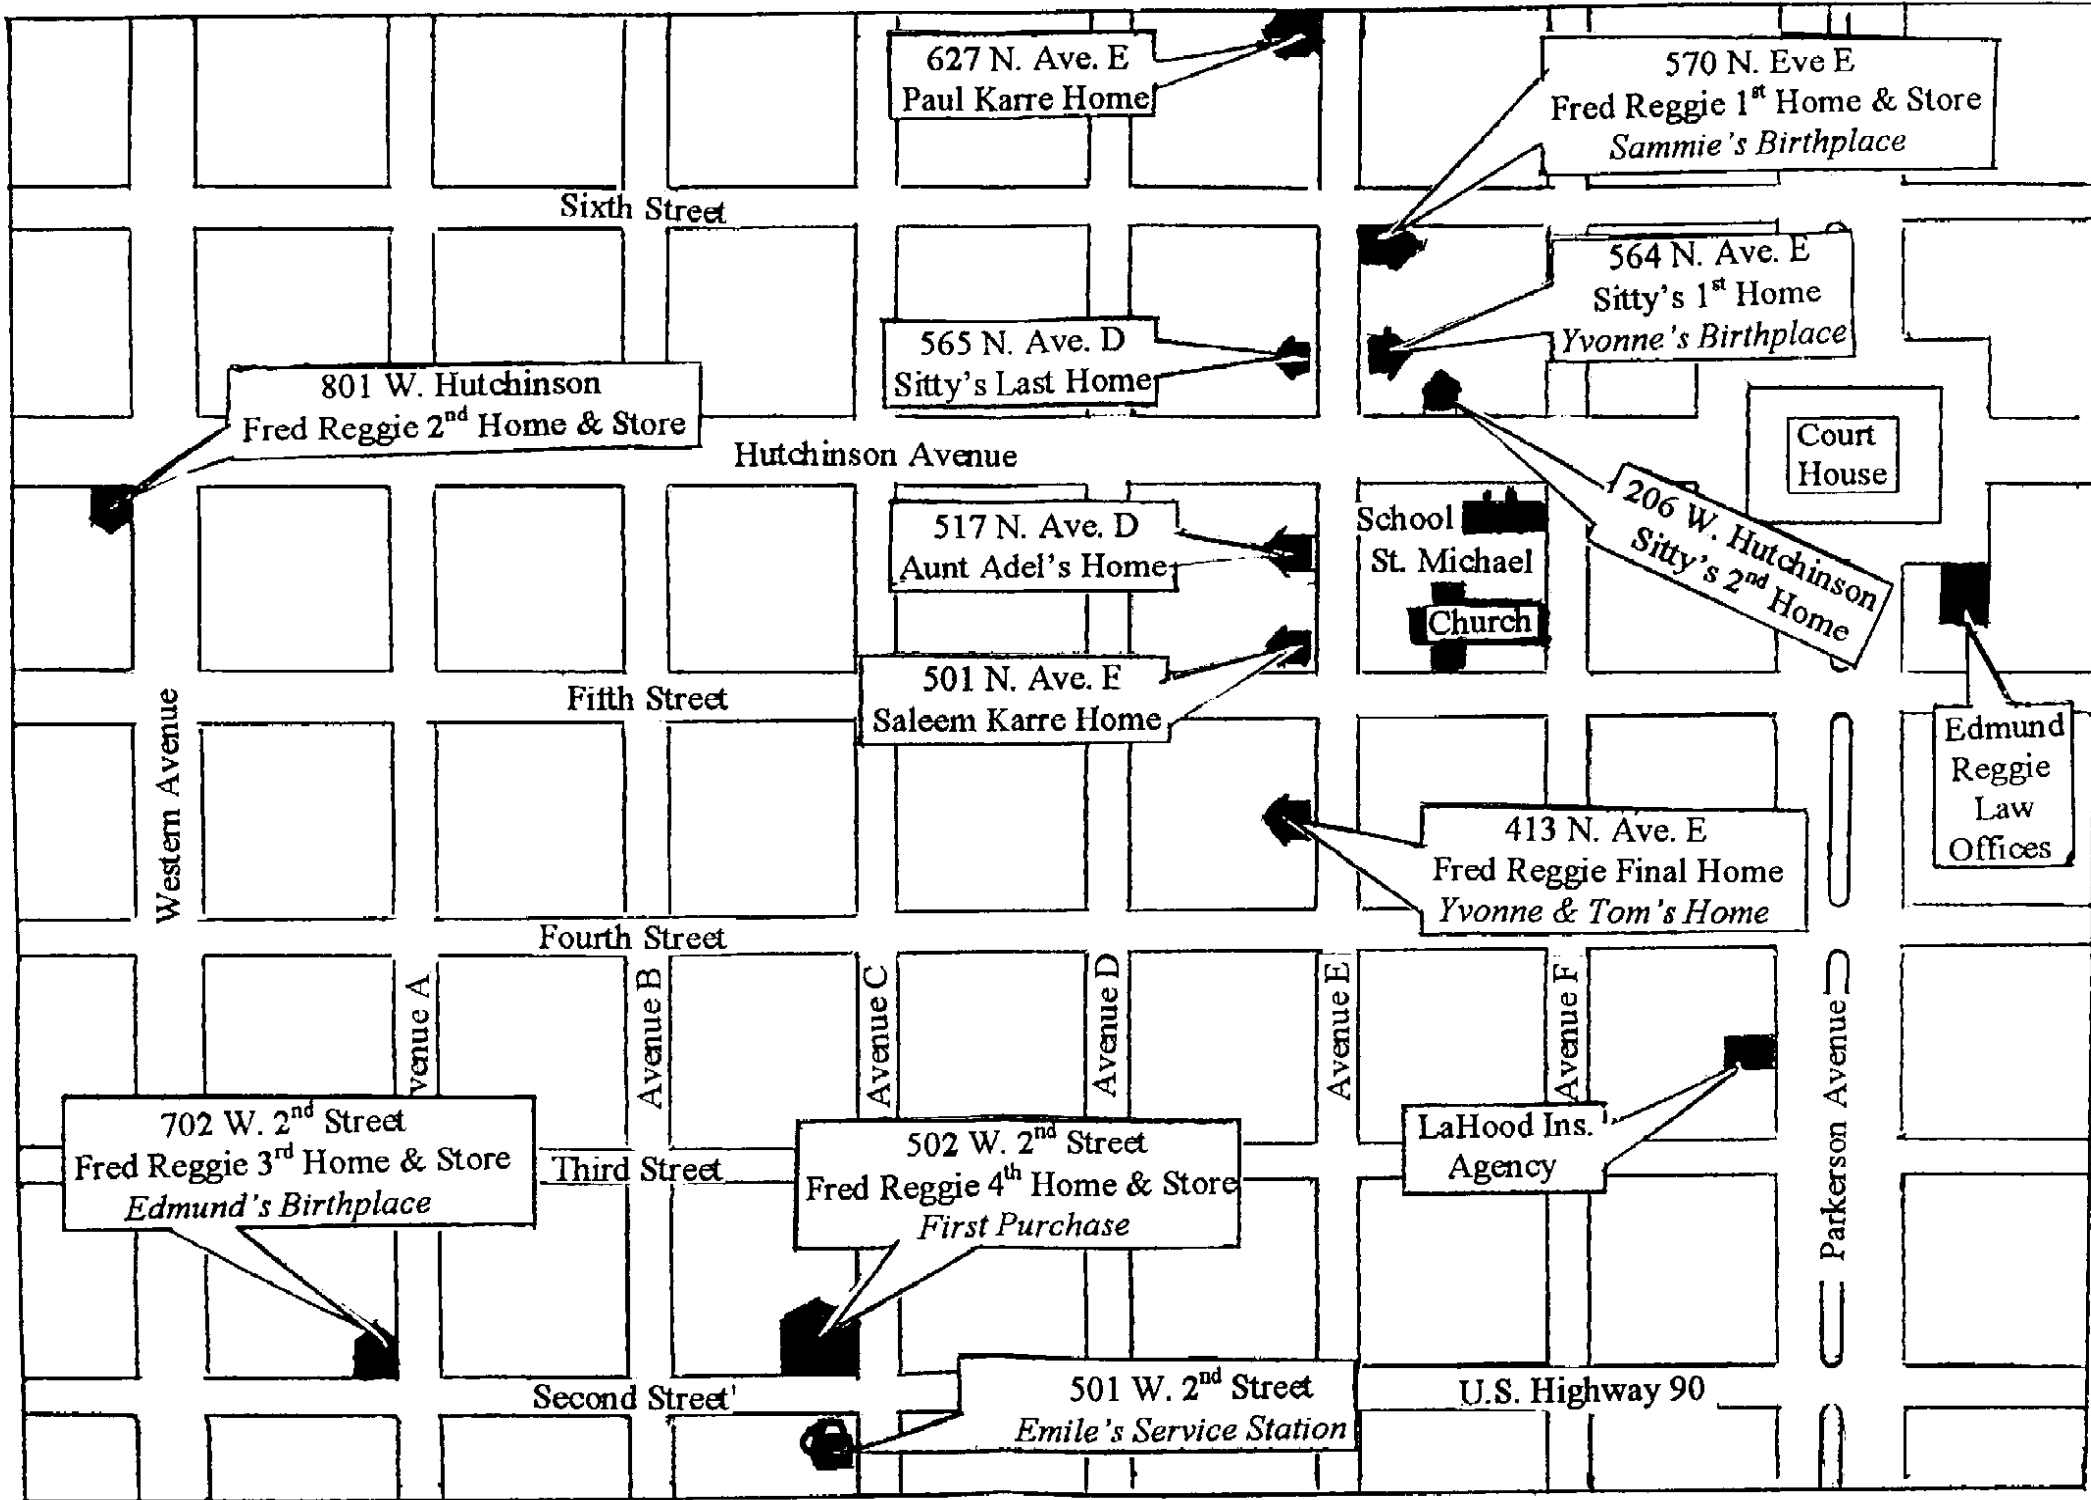 627 N. Ave. E
Paul Karre Home
570 N. Eve E
Fred Reggie 1st Home & Store
Sammie's Birthplace
Sixth Street
564 N. Ave. E
Sitty's 1st Home
Yvonne's Birthplace
565 N. Ave. D
Sitty's Last Home
801 W. Hutchinson
Fred Reggie 2nd Home & Store
Hutchinson Avenue
Court
House
206 W. Hutchinson
Sitty's 2nd Home
517 N. Ave. D
Aunt Adel's Home
School
St. Michael
Church
501 N. Ave. E
Saleem Karre Home
Fifth Street
Western Avenue
Edmund
Reggie
Law
Offices
413 N. Ave. E
Fred Reggie Final Home
Yvonne & Tom's Home
Fourth Street
venue A
Avenue B
Avenue C
Avenue D
Avenue E
Avenue F
Parkerson Avenue
702 W. 2nd Street
Fred Reggie 3rd Home & Store
Edmund's Birthplace
Third Street
502 W. 2nd Street
Fred Reggie 4th Home & Store
First Purchase
LaHood Ins.
Agency
Second Street'
501 W. 2nd Street
Emile's Service Station
U.S. Highway 90